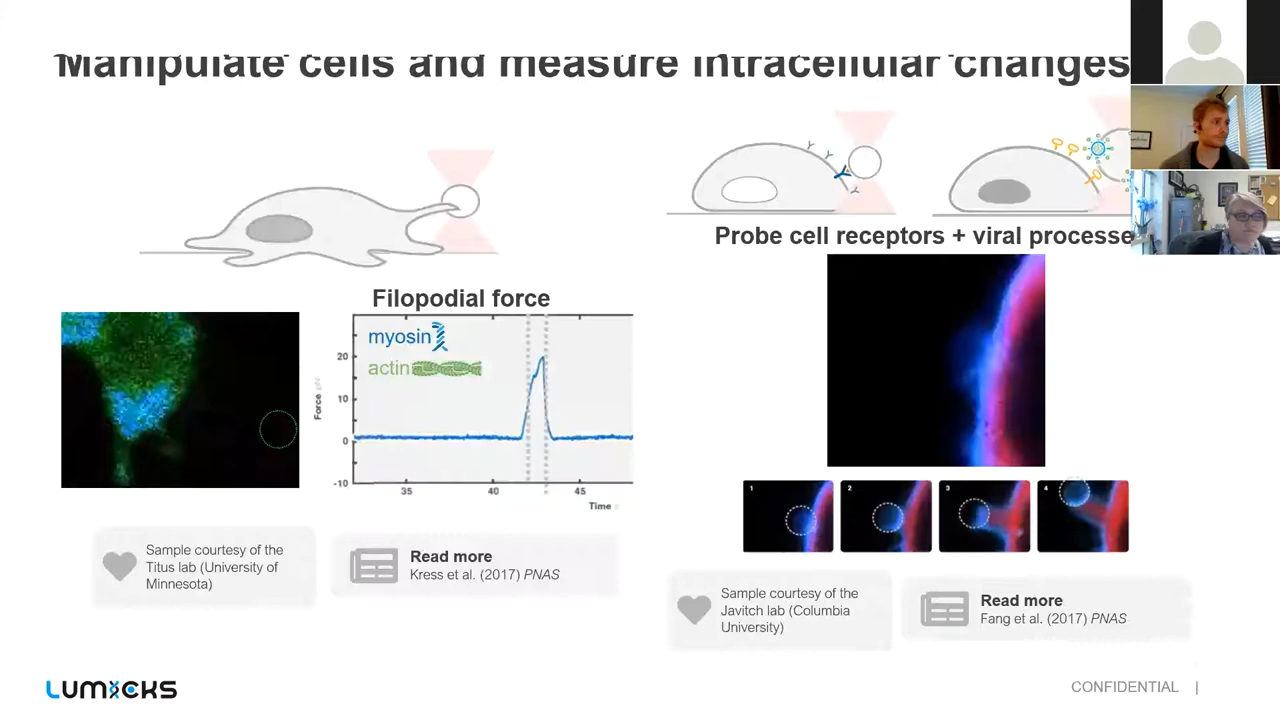 Manipulate cells and measure intracellular changes
Probe cell receptors + viral processe
Filopodial force
myosin
actin
Force pN
20
10
0
-10
35
40
45
Time s
1
2
3
4
Sample courtesy of the
Titus lab (University of
Minnesota)
Read more
Kress et al. (2017) PNAS
Sample courtesy of the
Javitch lab (Columbia
University)
Read more
Fang et al. (2017) PNAS
LUMICKS
CONFIDENTIAL |